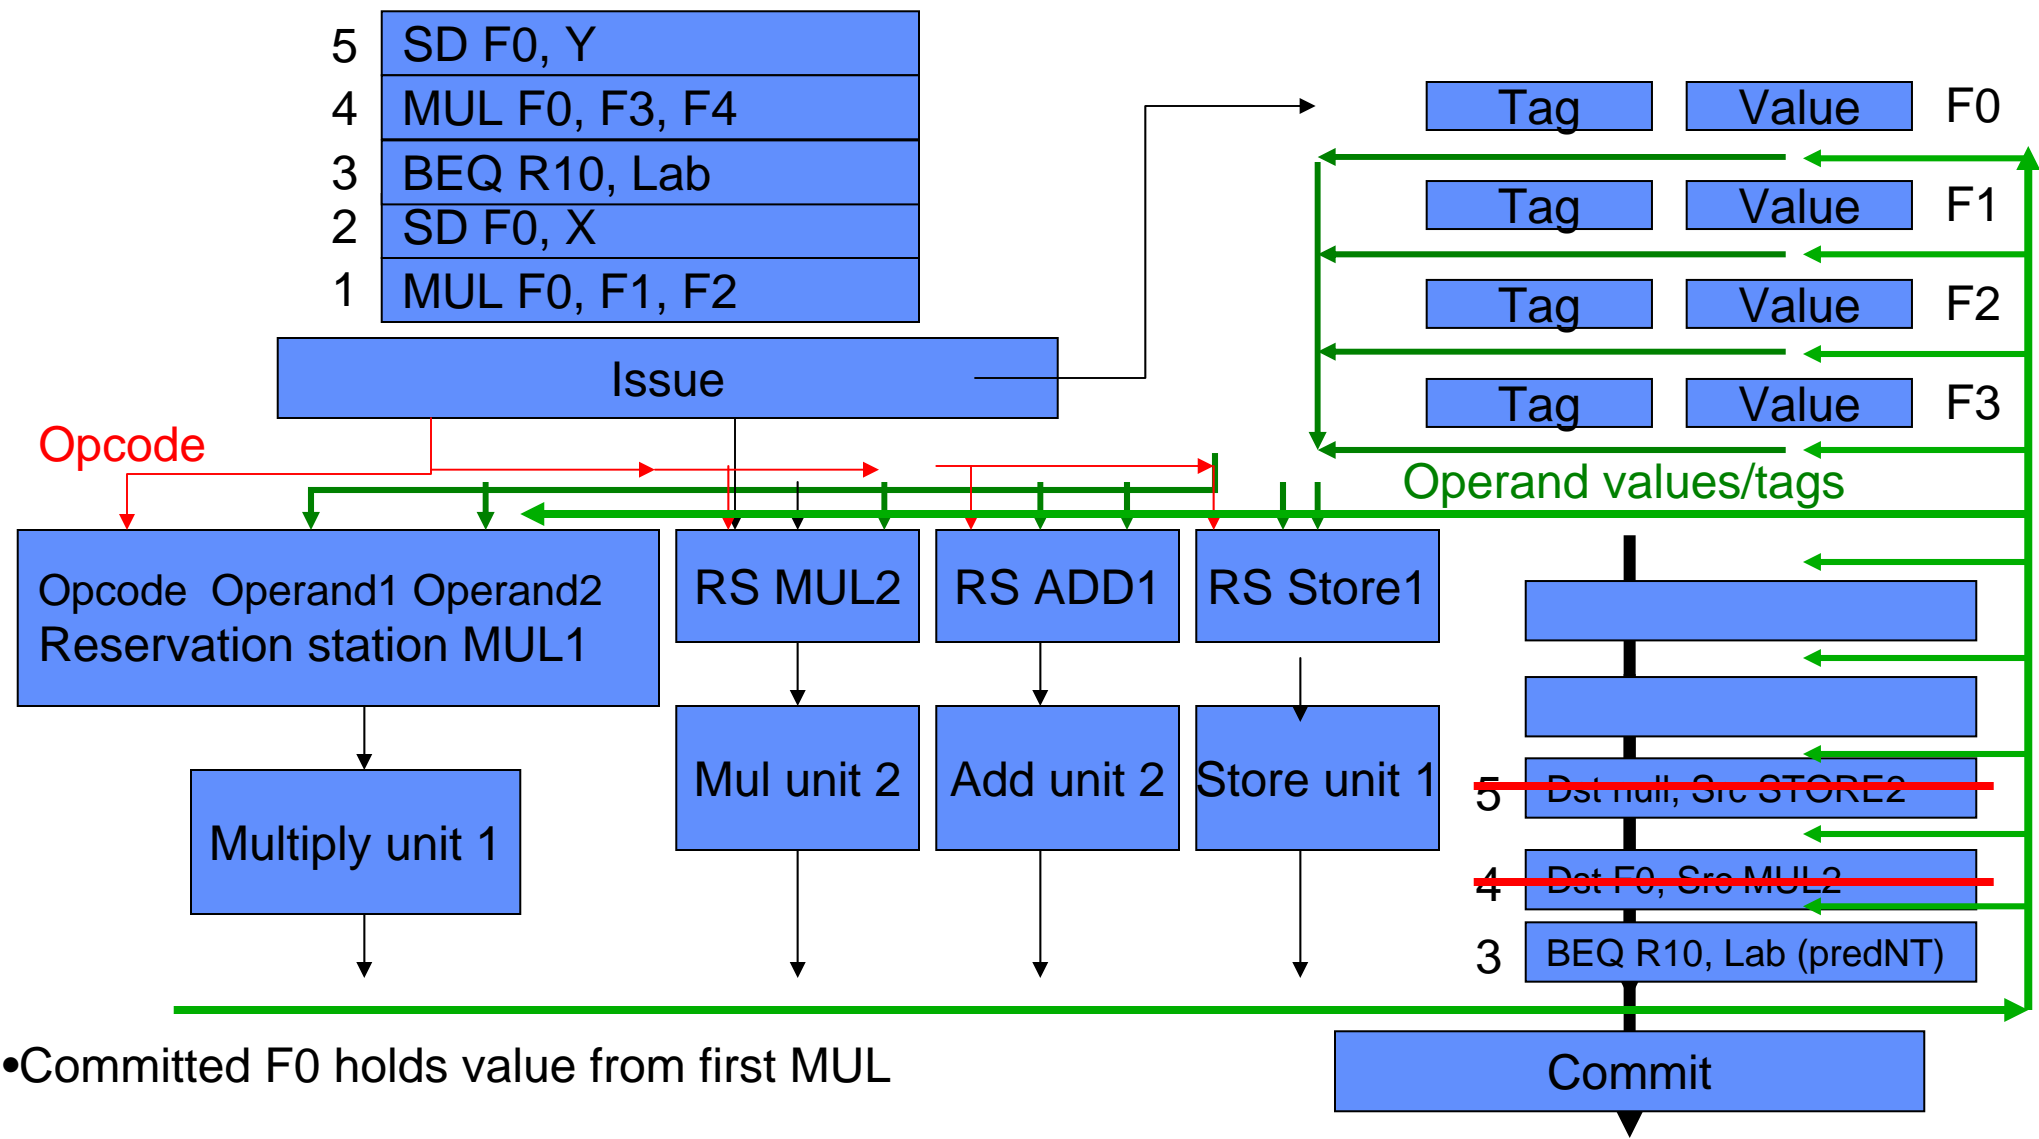 5 SD F0, Y
4 MUL F0, F3, F4
3 BEQ R10, Lab
2 SD F0, X
1 MUL F0, F1, F2
Issue
Tag Value F0
Tag Value F1
Tag Value F2
Tag Value F3
Opcode
Operand values/tags
Opcode Operand1 Operand2
Reservation station MUL1
RS MUL2
RS ADD1
RS Store1
Multiply unit 1
Mul unit 2
Add unit 2
Store unit 1
5 Dst null, Src STORE2
4 Dst F0, Src MUL2
3 BEQ R10, Lab (predNT)
Commit
•Committed F0 holds value from first MUL